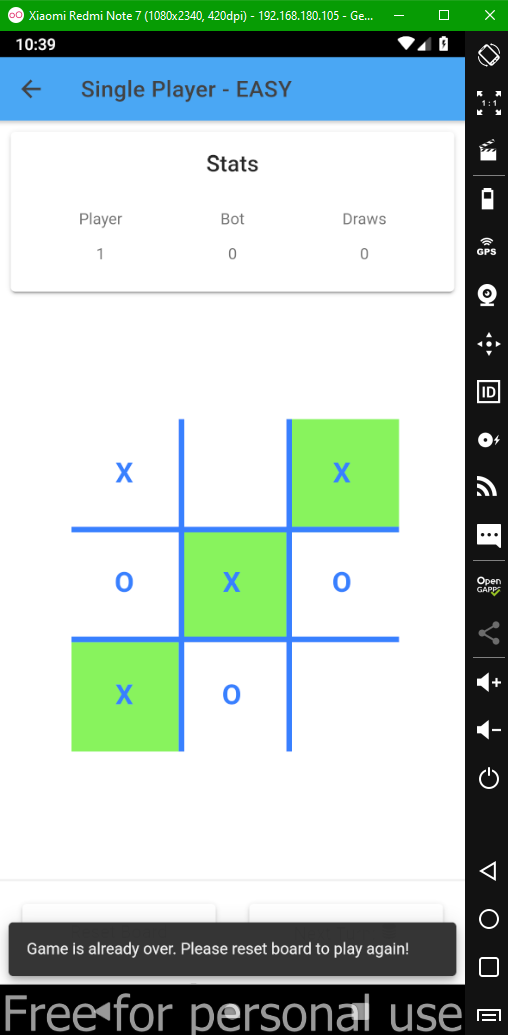 Xiaomi Redmi Note 7 (1080x2340, 420dpi) - 192.168.180.105 - Ge...
10:39
Single Player - EASY
Stats
Player Bot Draws
1 0 0
X X
O X O
X O
Game is already over. Please reset board to play again!
Free for personal use
1:1
GPS
ID
Open
GAPPS